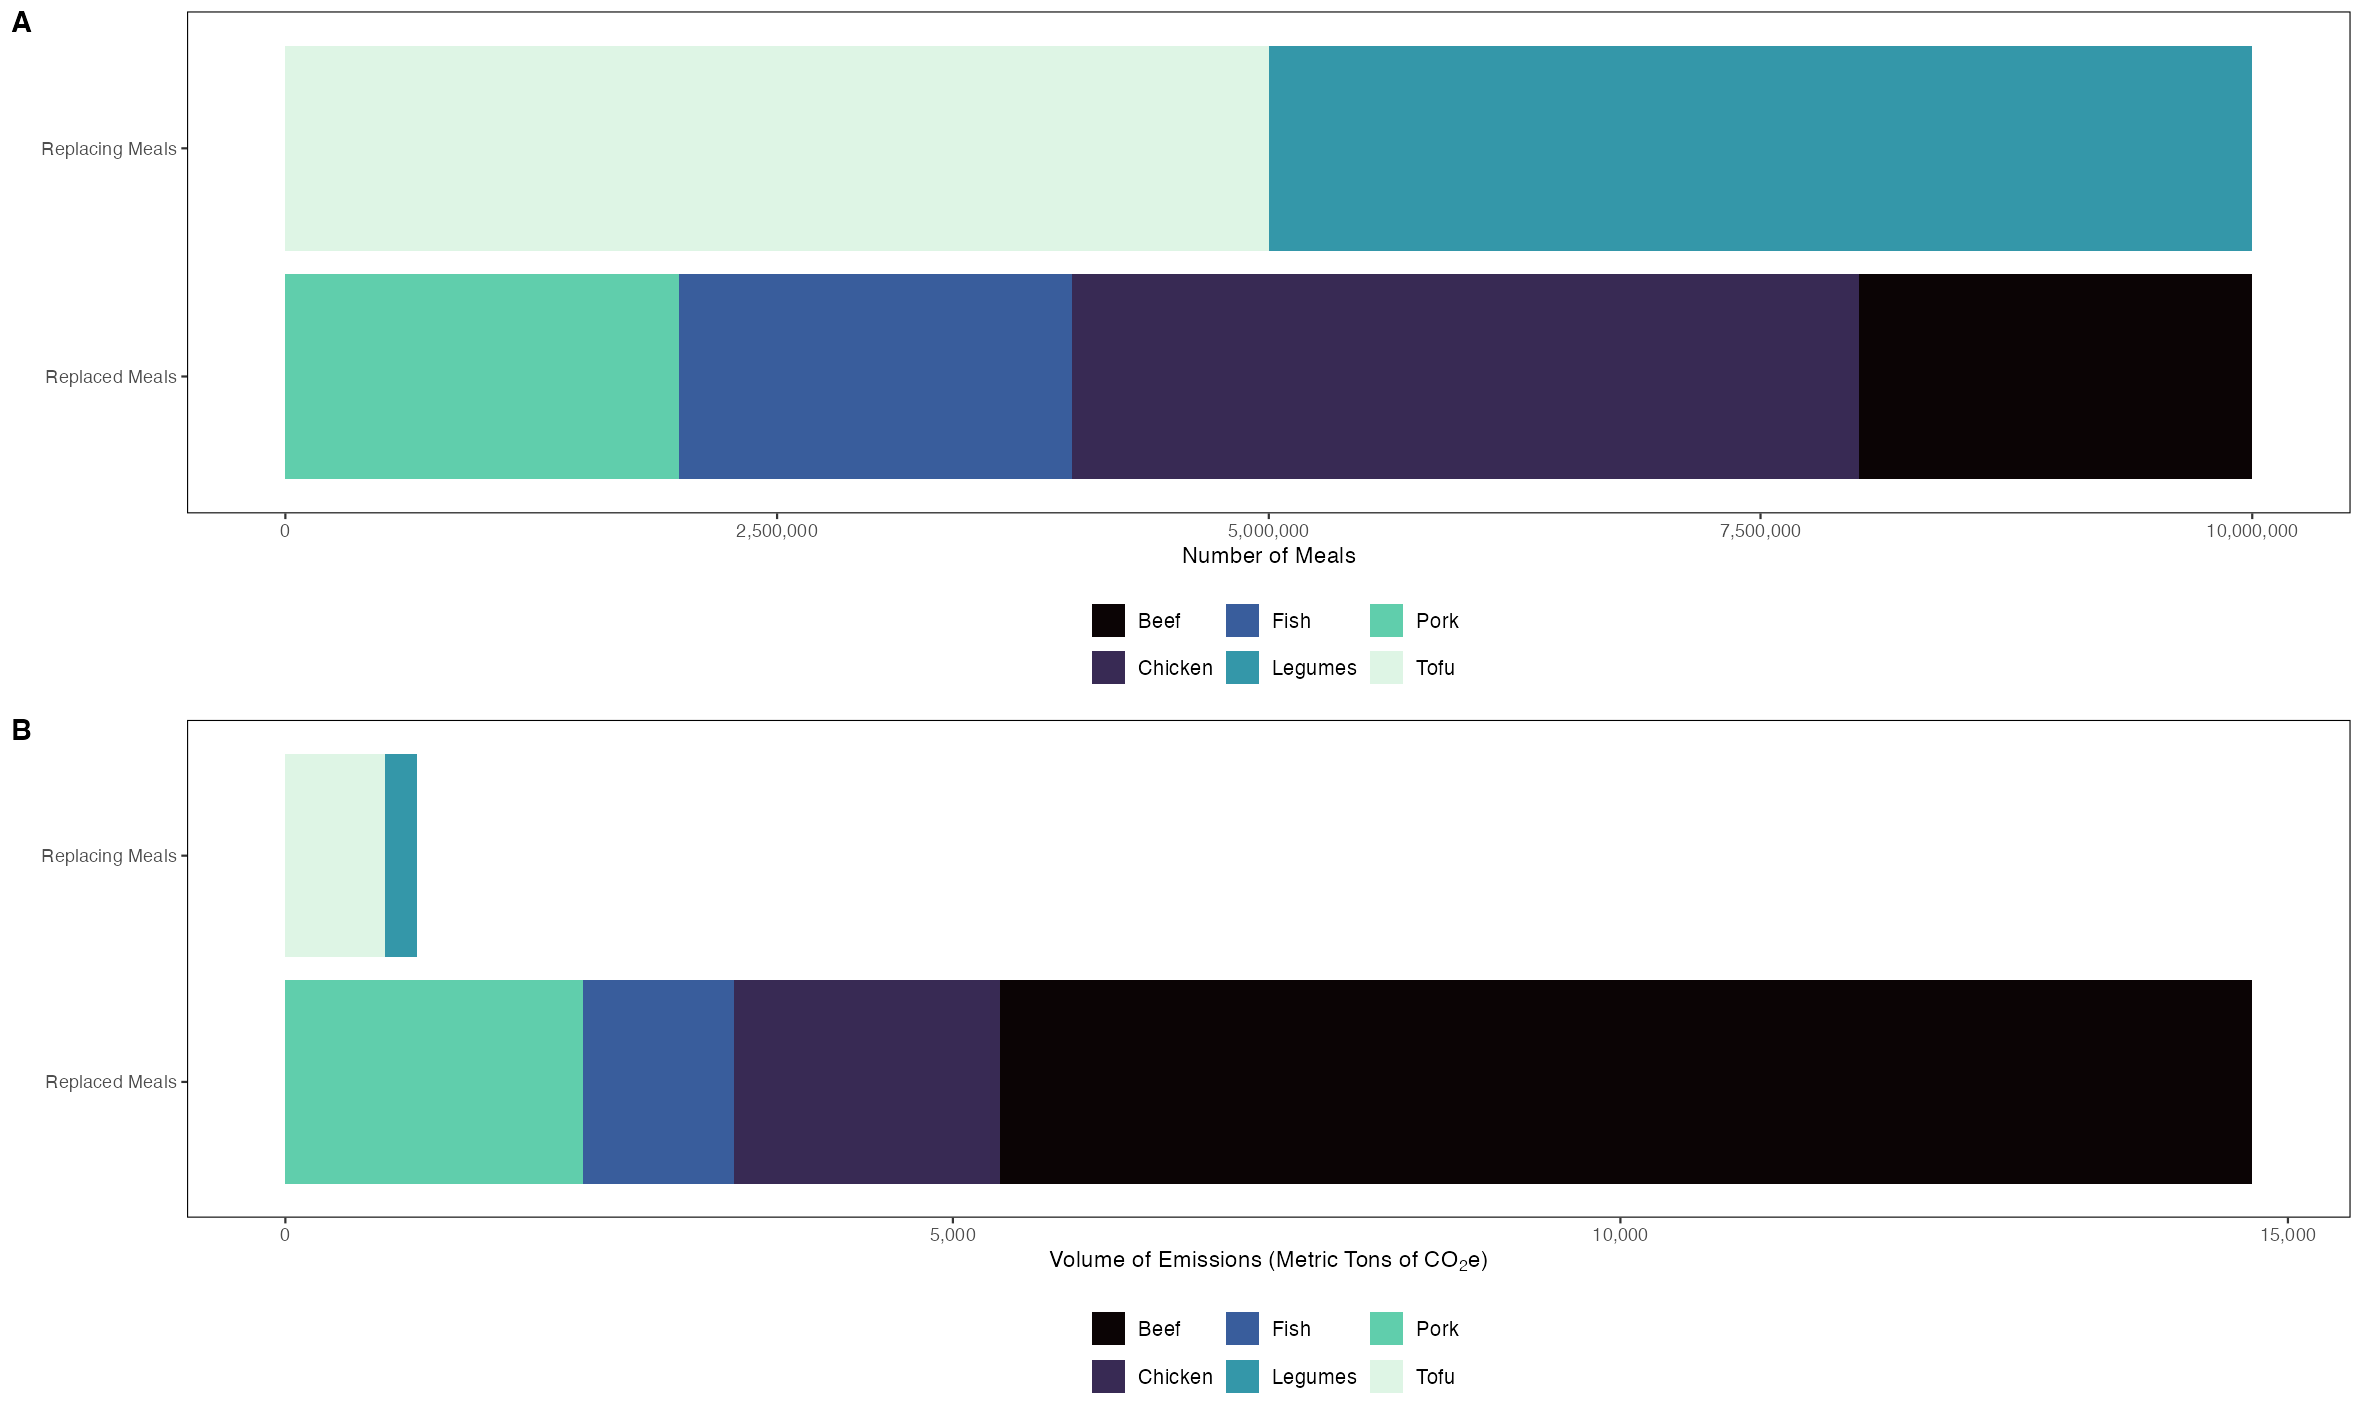 A
Replacing Meals
Replaced Meals
0 2,500,000 5,000,000 7,500,000 10,000,000
Number of Meals
Beef Fish Pork
Chicken Legumes Tofu
B
Replacing Meals
Replaced Meals
0 5,000 10,000 15,000
Volume of Emissions (Metric Tons of CO₂e)
Beef Fish Pork
Chicken Legumes Tofu